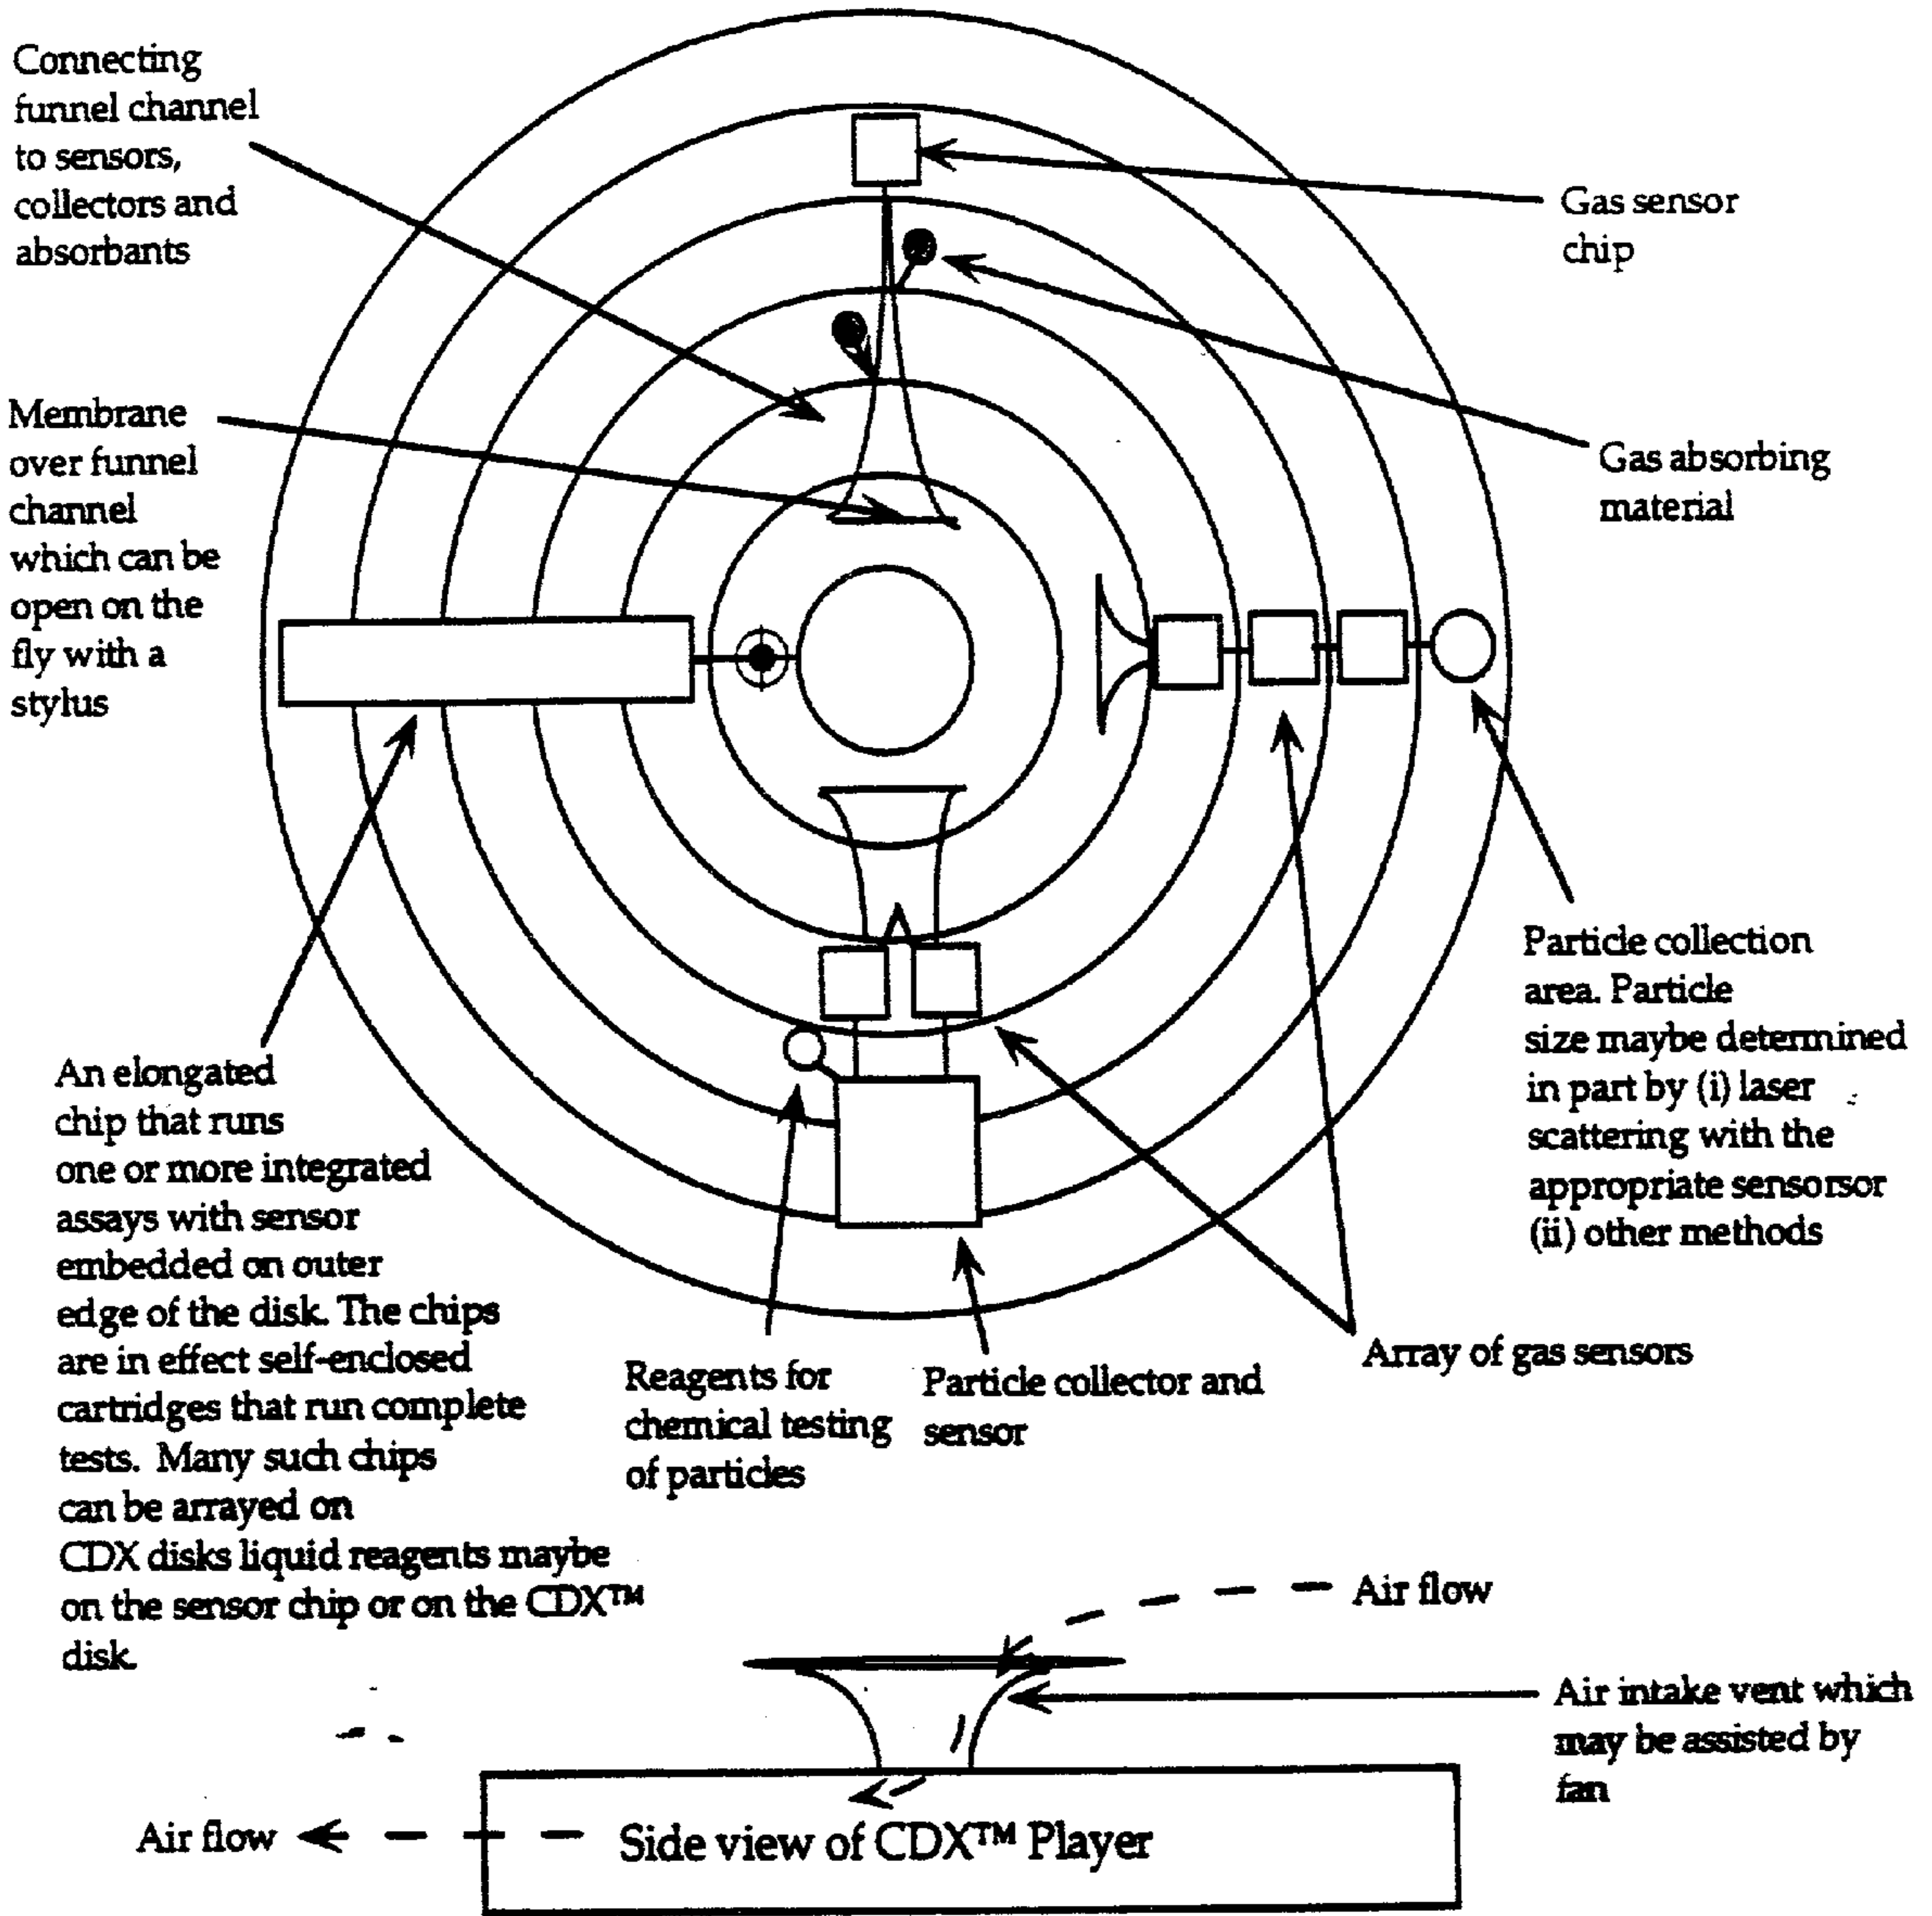 Connecting
funnel channel
to sensors,
collectors and
absorbants
Gas sensor
chip
Membrane
over funnel
channel
which can be
open on the
fly with a
stylus
Gas absorbing
material
Particle collection
area. Particle
size maybe determined
in part by (i) laser
scattering with the
appropriate sensorsor
(ii) other methods
An elongated
chip that runs
one or more integrated
assays with sensor
embedded on outer
edge of the disk. The chips
are in effect self-enclosed
cartridges that run complete
tests. Many such chips
can be arrayed on
CDX disks liquid reagents maybe
on the sensor chip or on the CDX™
disk.
Reagents for
chemical testing
of particles
Particle collector and
sensor
Array of gas sensors
Air flow
Air intake vent which
may be assisted by
fan
Air flow
Side view of CDX™ Player